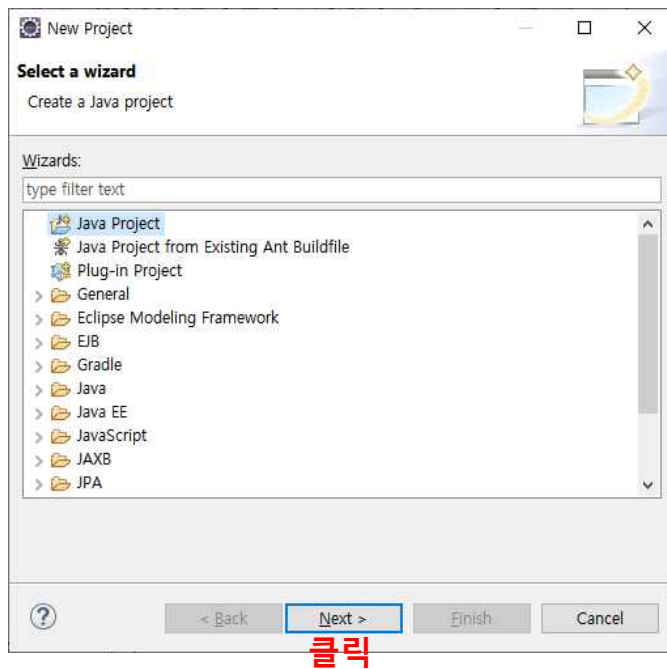 New Project
Select a wizard
Create a Java project
Wizards:
type filter text
Java Project
Java Project from Existing Ant Buildfile
Plug-in Project
General
Eclipse Modeling Framework
EJB
Gradle
Java
Java EE
JavaScript
JAXB
JPA
? < Back Next > Finish Cancel
클릭